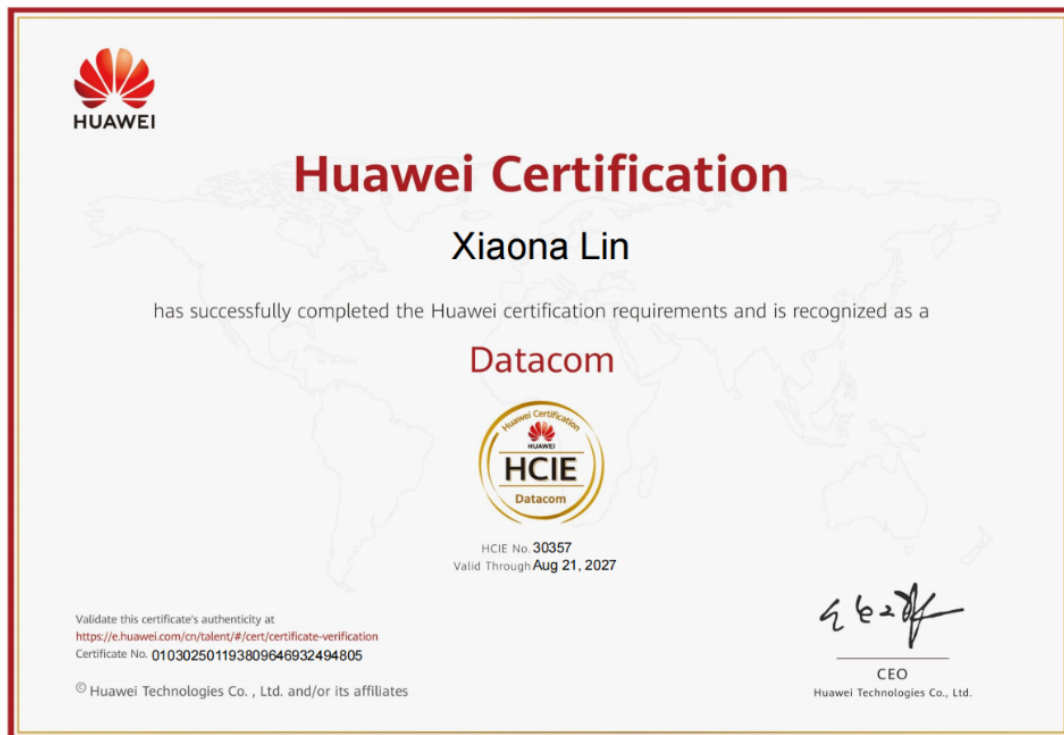 HUAWEI
Huawei Certification
Xiaona Lin
has successfully completed the Huawei certification requirements and is recognized as a
Datacom
Huawei Certification
HUAWEI
HCIE
Datacom
HCIE No. 30357
Valid Through Aug 21, 2027
Validate this certificate's authenticity at
https://e.huawei.com/cn/talent/#/cert/certificate-verification
Certificate No. 010302501193809646932494805
© Huawei Technologies Co. , Ltd. and/or its affiliates
CEO
Huawei Technologies Co., Ltd.